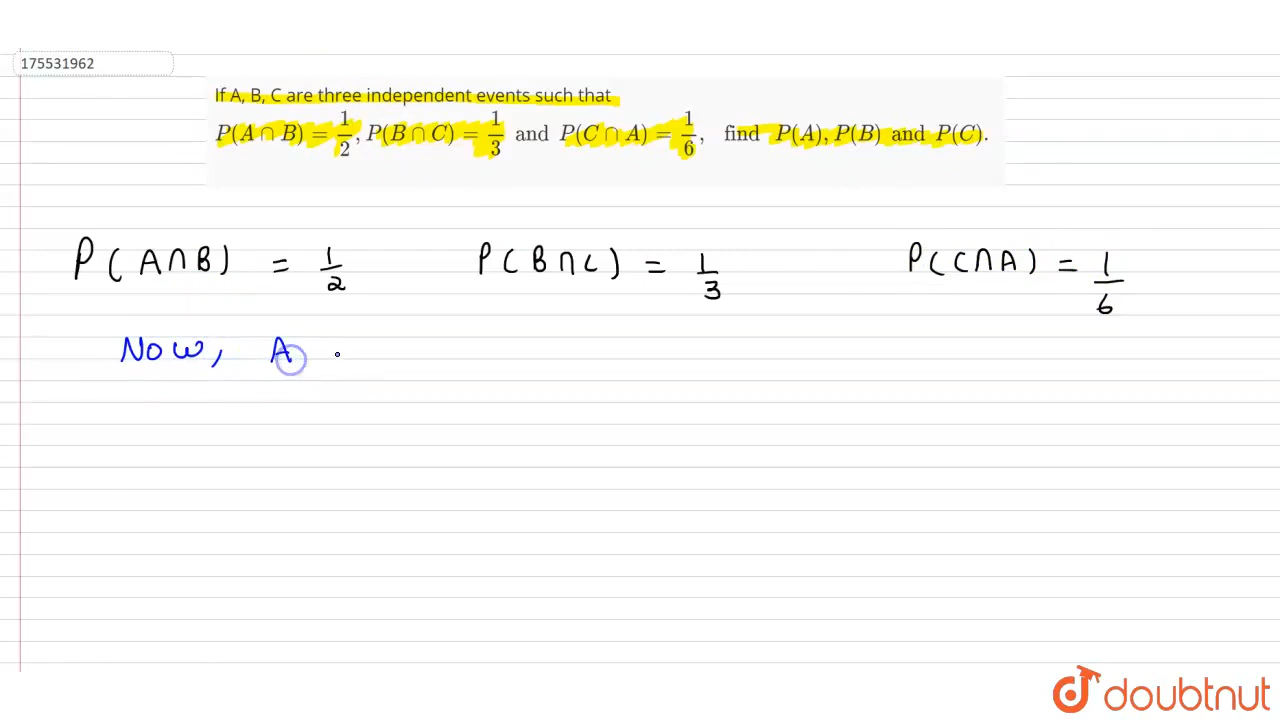 175531962
If A, B, C are three independent events such that
P(A ∩ B) = 1/2, P(B ∩ C) = 1/3 and P(C ∩ A) = 1/6, find P(A), P(B) and P(C).
P(A∩B) = 1/2 P(B∩C) = 1/3 P(C∩A) = 1/6
Now, A
doubtnut